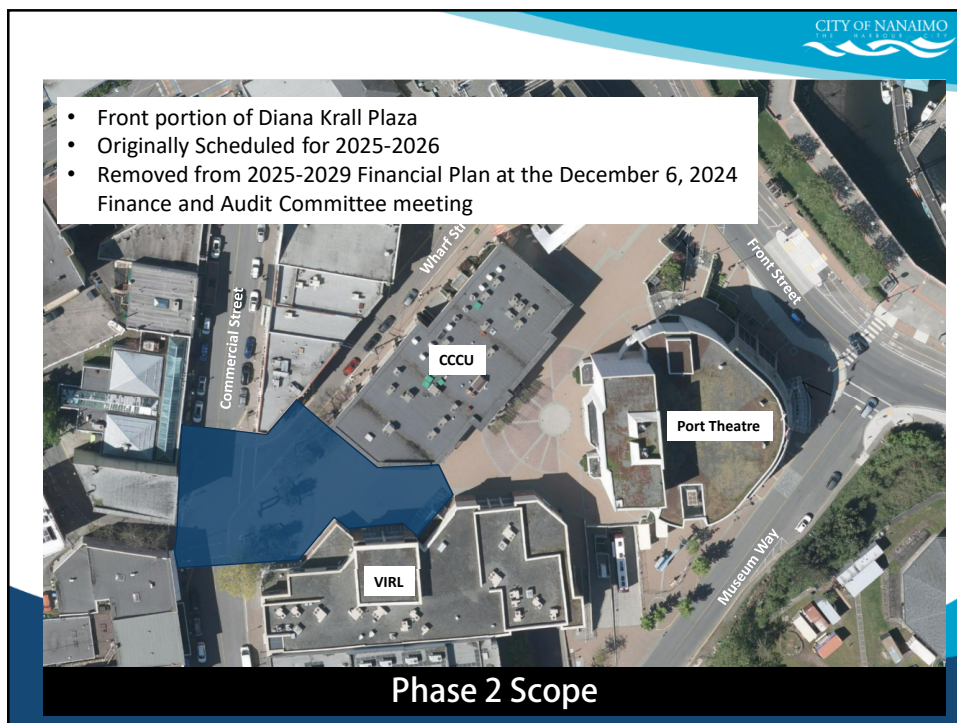 CITY OF NANAIMO
THE HARBOUR CITY
• Front portion of Diana Krall Plaza
• Originally Scheduled for 2025-2026
• Removed from 2025-2029 Financial Plan at the December 6, 2024
Finance and Audit Committee meeting
Wharf Str
Front Street
Commercial Street
CCCU
Port Theatre
VIRL
Museum Way
Phase 2 Scope